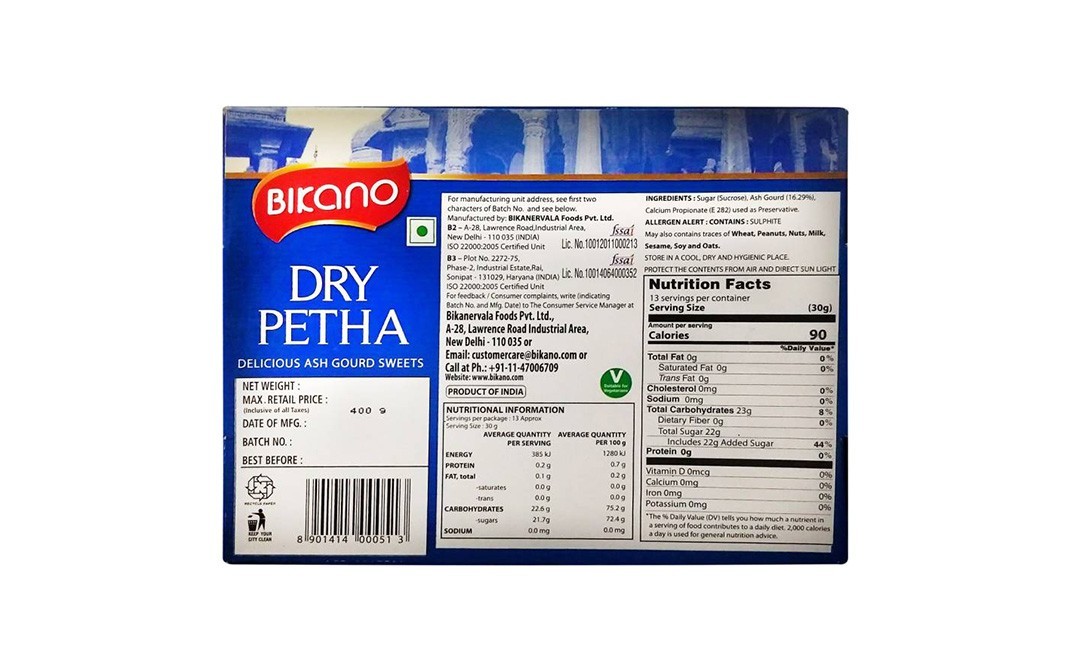 BIKANO
DRY
PETHA
DELICIOUS ASH GOURD SWEETS
NET WEIGHT :
MAX. RETAIL PRICE :
(Inclusive of all Taxes)
400 g
DATE OF MFG. :
BATCH NO. :
BEST BEFORE :
RECYCLE PAPER
KEEP YOUR
CITY CLEAN
8 901414 00051 3
For manufacturing unit address, see first two
characters of Batch No. and see below.
Manufactured by: BIKANERVALA Foods Pvt. Ltd.
B2 – A-28, Lawrence Road,Industrial Area,
New Delhi - 110 035 (INDIA)
ISO 22000:2005 Certified Unit
fssai
Lic. No.10012011000213
B3 – Plot No. 2272-75,
Phase-2, Industrial Estate,Rai,
Sonipat - 131029, Haryana (INDIA)
ISO 22000:2005 Certified Unit
fssai
Lic. No.10014064000352
For feedback / Consumer complaints, write (indicating
Batch No. and Mfg. Date) to The Consumer Service Manager at
Bikanervala Foods Pvt. Ltd.,
A-28, Lawrence Road Industrial Area,
New Delhi - 110 035 or
Email: customercare@bikano.com or
Call at Ph.: +91-11-47006709
Website: www.bikano.com
PRODUCT OF INDIA
V
Suitable for
Vegetarians
NUTRITIONAL INFORMATION
Servings per package : 13 Approx
Serving Size : 30 g
AVERAGE QUANTITY AVERAGE QUANTITY
PER SERVING PER 100 g
ENERGY 385 kJ 1280 kJ
PROTEIN 0.2 g 0.7 g
FAT, total 0.1 g 0.2 g
-saturates 0.0 g 0.0 g
-trans 0.0 g 0.0 g
CARBOHYDRATES 22.6 g 75.2 g
-sugars 21.7g 72.4 g
SODIUM 0.0 mg 0.0 mg
INGREDIENTS : Sugar (Sucrose), Ash Gourd (16.29%),
Calcium Propionate (E 282) used as Preservative.
ALLERGEN ALERT : CONTAINS : SULPHITE
May also contains traces of Wheat, Peanuts, Nuts, Milk,
Sesame, Soy and Oats.
STORE IN A COOL, DRY AND HYGIENIC PLACE.
PROTECT THE CONTENTS FROM AIR AND DIRECT SUN LIGHT
Nutrition Facts
13 servings per container
Serving Size (30g)
Amount per serving
Calories 90
%Daily Value*
Total Fat 0g 0%
Saturated Fat 0g 0%
Trans Fat 0g
Cholesterol 0mg 0%
Sodium 0mg 0%
Total Carbohydrates 23g 8%
Dietary Fiber 0g 0%
Total Sugar 22g
Includes 22g Added Sugar 44%
Protein 0g 0%
Vitamin D 0mcg 0%
Calcium 0mg 0%
Iron 0mg 0%
Potassium 0mg 0%
*The % Daily Value (DV) tells you how much a nutrient in
a serving of food contributes to a daily diet. 2,000 calories
a day is used for general nutrition advice.